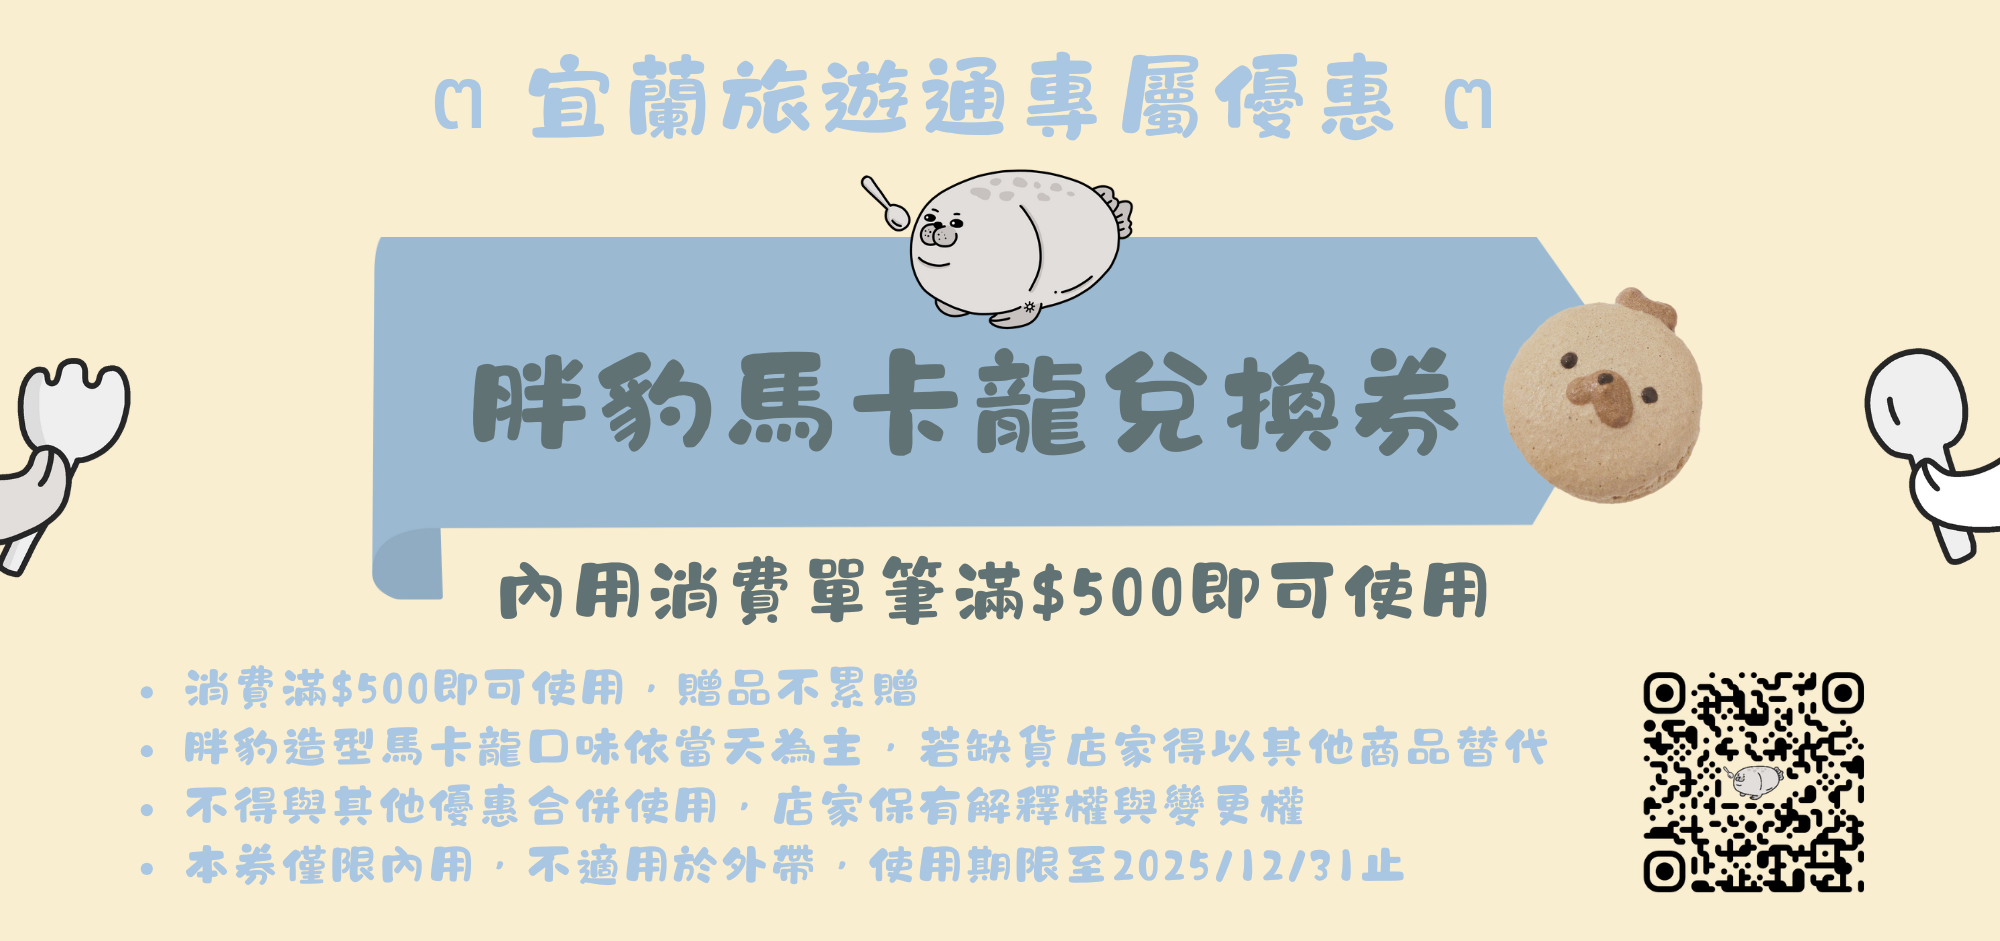 ო 宜蘭旅遊通專屬優惠 ო
胖豹馬卡龍兌換券
內用消費單筆滿$500即可使用
• 消費滿$500即可使用，贈品不累贈
• 胖豹造型馬卡龍口味依當天為主，若缺貨店家得以其他商品替代
• 不得與其他優惠合併使用，店家保有解釋權與變更權
• 本券僅限內用，不適用於外帶，使用期限至2025/12/31止